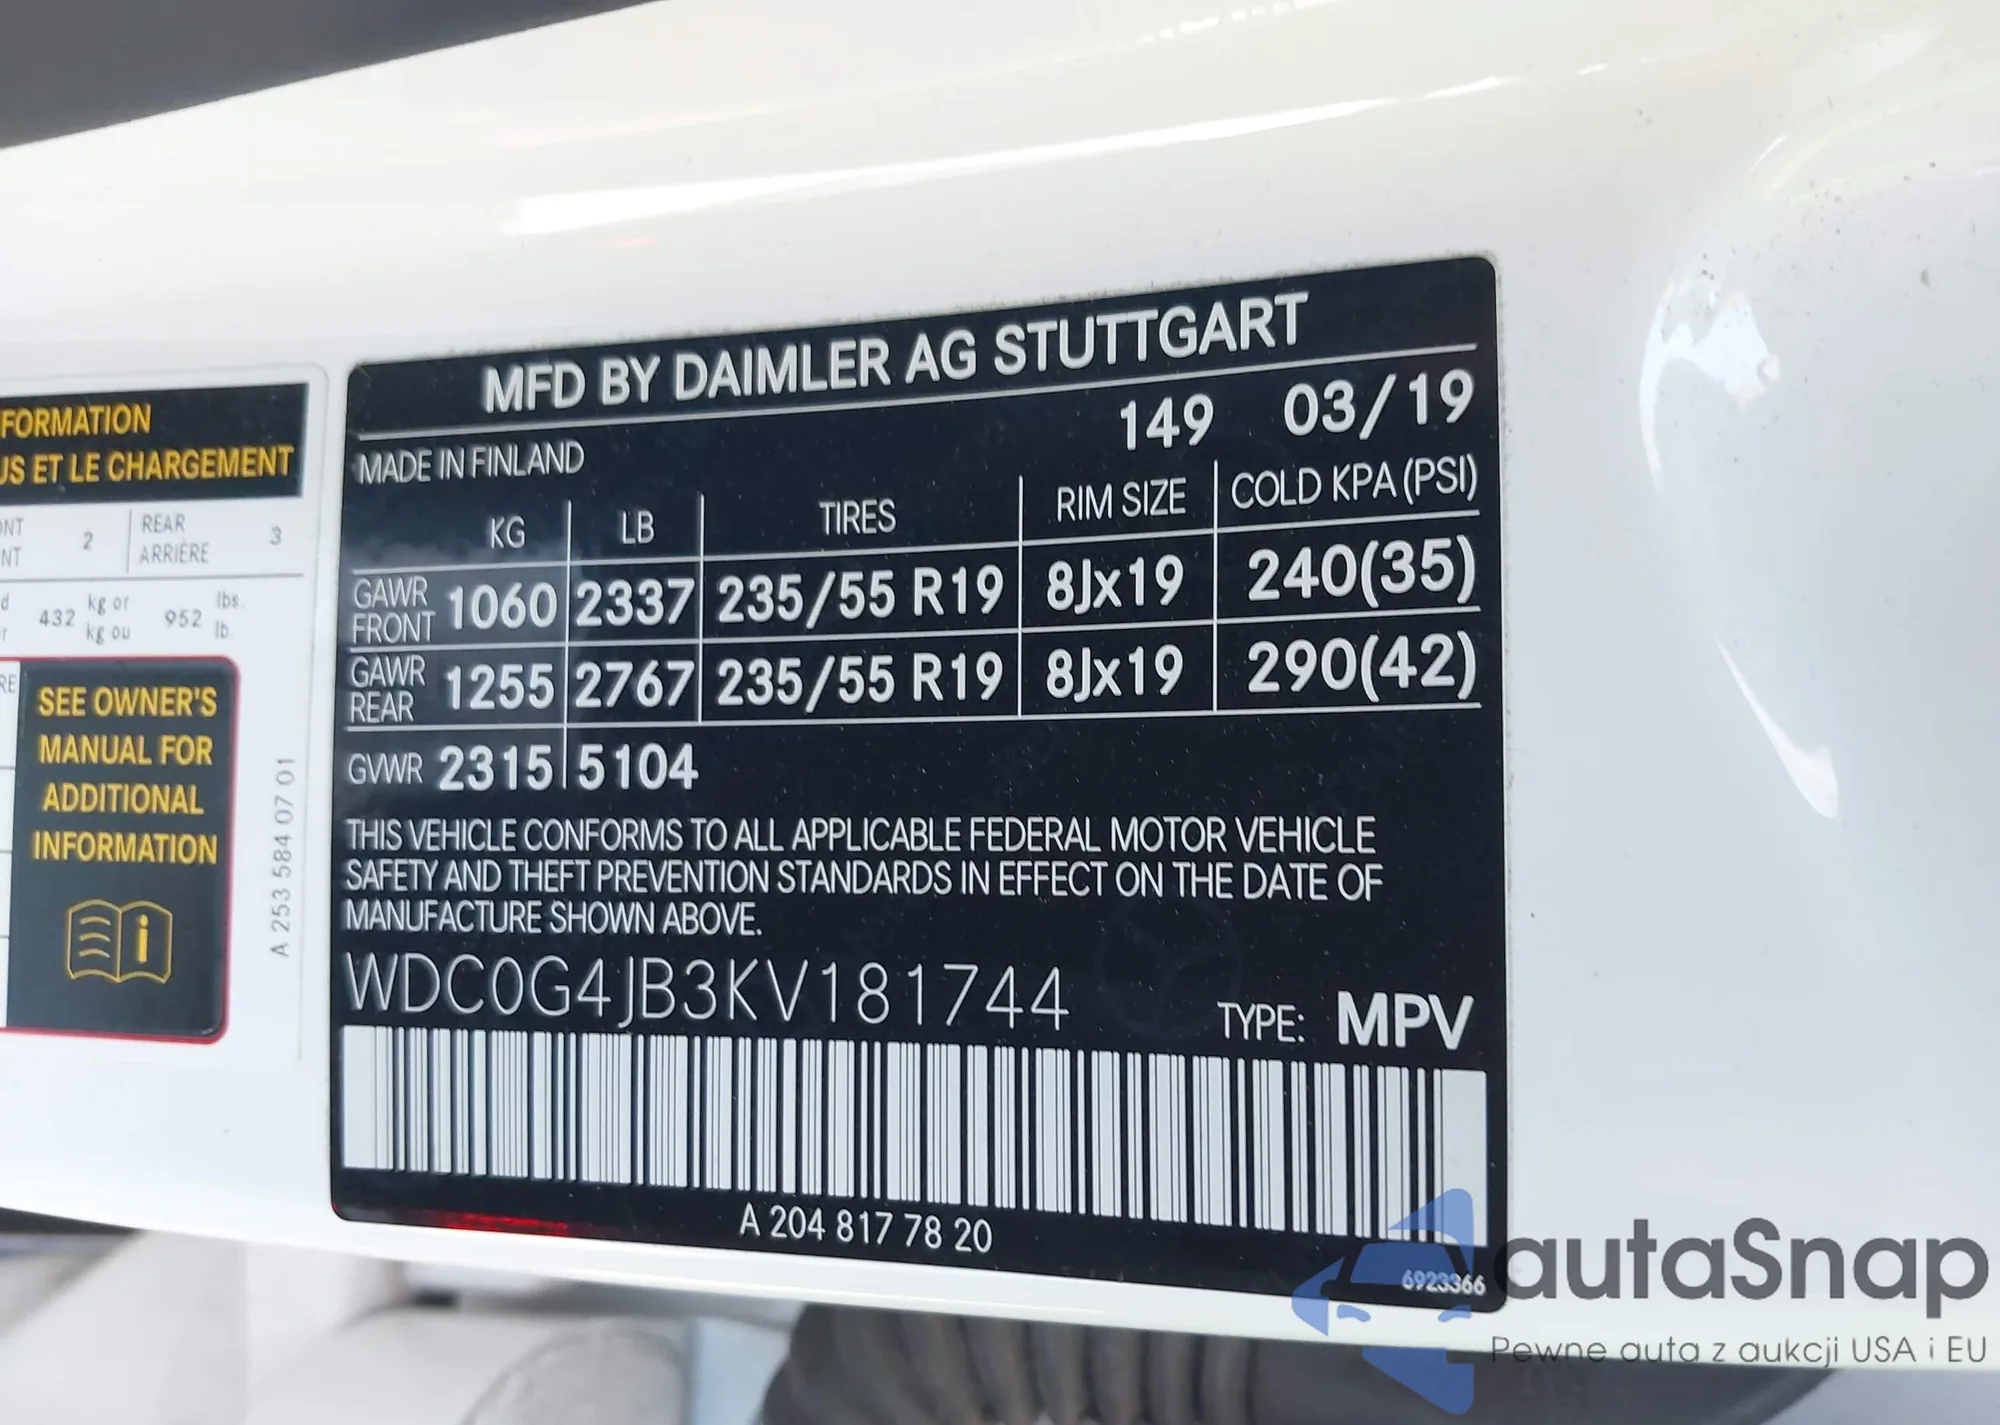 FORMATION
US ET LE CHARGEMENT
2
REAR
ARRIÈRE
3
432 kg or 952 lbs.
kg ou lb.
SEE OWNER'S
MANUAL FOR
ADDITIONAL
INFORMATION
i
A 253 584 07 01
MFD BY DAIMLER AG STUTTGART
149 03/19
MADE IN FINLAND
KG LB TIRES RIM SIZE COLD KPA (PSI)
GAWR FRONT 1060 2337 235/55 R19 8Jx19 240(35)
GAWR REAR 1255 2767 235/55 R19 8Jx19 290(42)
GVWR 2315 5104
THIS VEHICLE CONFORMS TO ALL APPLICABLE FEDERAL MOTOR VEHICLE
SAFETY AND THEFT PREVENTION STANDARDS IN EFFECT ON THE DATE OF
MANUFACTURE SHOWN ABOVE.
WDC0G4JB3KV181744
TYPE: MPV
A 204 817 78 20
6923366
autaSnap
Pewne auta z aukcji USA i EU